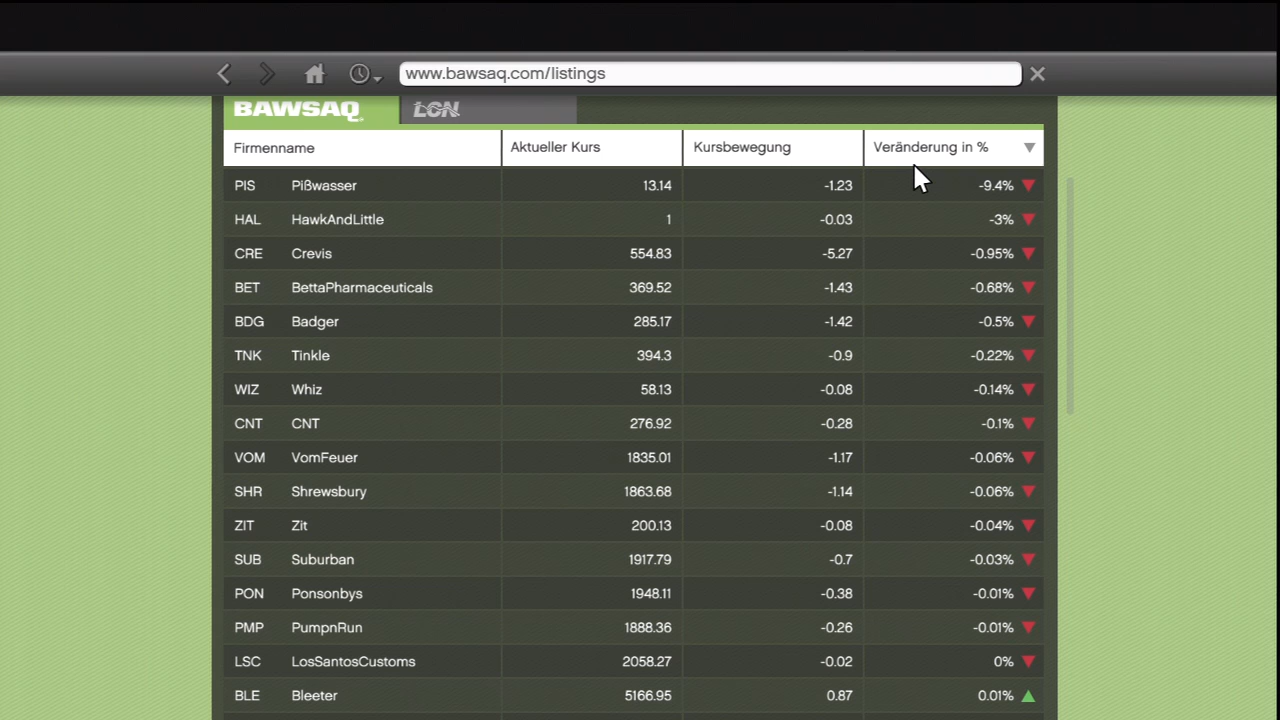 www.bawsaq.com/listings
BAWSAQ LCN
Firmenname Aktueller Kurs Kursbewegung Veränderung in %
PIS Pißwasser 13.14 -1.23 -9.4%
HAL HawkAndLittle 1 -0.03 -3%
CRE Crevis 554.83 -5.27 -0.95%
BET BettaPharmaceuticals 369.52 -1.43 -0.68%
BDG Badger 285.17 -1.42 -0.5%
TNK Tinkle 394.3 -0.9 -0.22%
WIZ Whiz 58.13 -0.08 -0.14%
CNT CNT 276.92 -0.28 -0.1%
VOM VomFeuer 1835.01 -1.17 -0.06%
SHR Shrewsbury 1863.68 -1.14 -0.06%
ZIT Zit 200.13 -0.08 -0.04%
SUB Suburban 1917.79 -0.7 -0.03%
PON Ponsonbys 1948.11 -0.38 -0.01%
PMP PumpnRun 1888.36 -0.26 -0.01%
LSC LosSantosCustoms 2058.27 -0.02 0%
BLE Bleeter 5166.95 0.87 0.01%